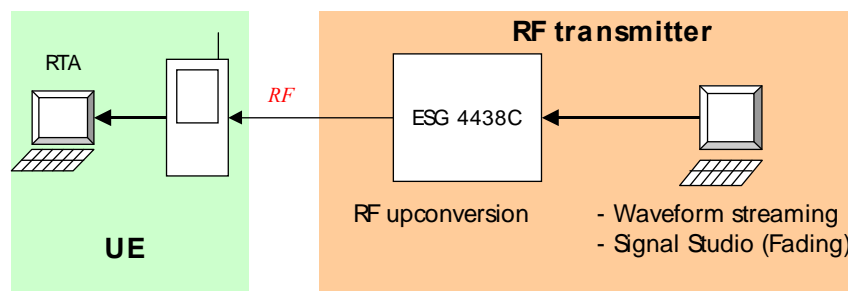 RF transmitter
RTA
RF
ESG 4438C
RF upconversion
- Waveform streaming
- Signal Studio (Fading)
UE